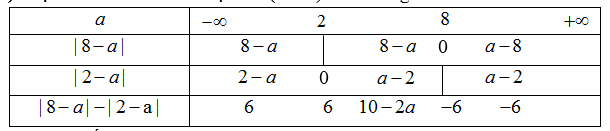 a −∞ 2 8 +∞
|8−a| 8−a 8−a 0 a−8
|2−a| 2−a 0 a−2 a−2
|8−a|−|2−a| 6 6 10−2a −6 −6